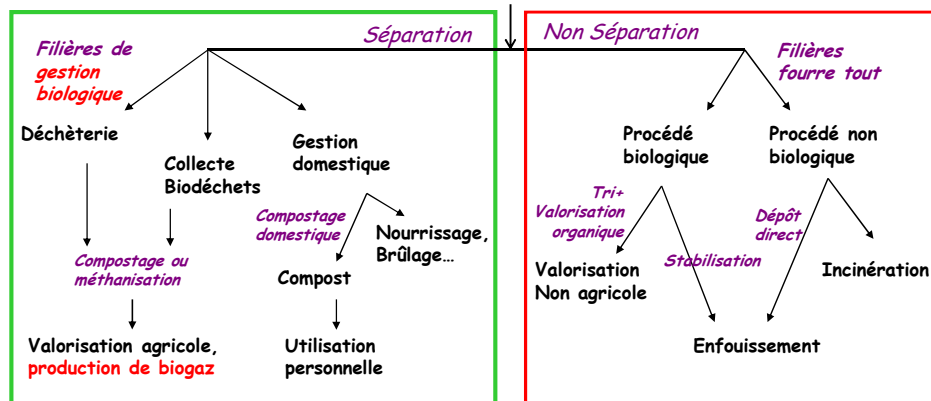 Séparation
Non Séparation
Filières de
gestion
biologique
Filières
fourre tout
Déchèterie
Collecte
Biodéchets
Gestion
domestique
Procédé
biologique
Procédé non
biologique
Compostage ou
méthanisation
Compostage
domestique
Nourrissage,
Brûlage…
Compost
Tri+
Valorisation
organique
Stabilisation
Dépôt
direct
Valorisation
Non agricole
Incinération
Valorisation agricole,
production de biogaz
Utilisation
personnelle
Enfouissement